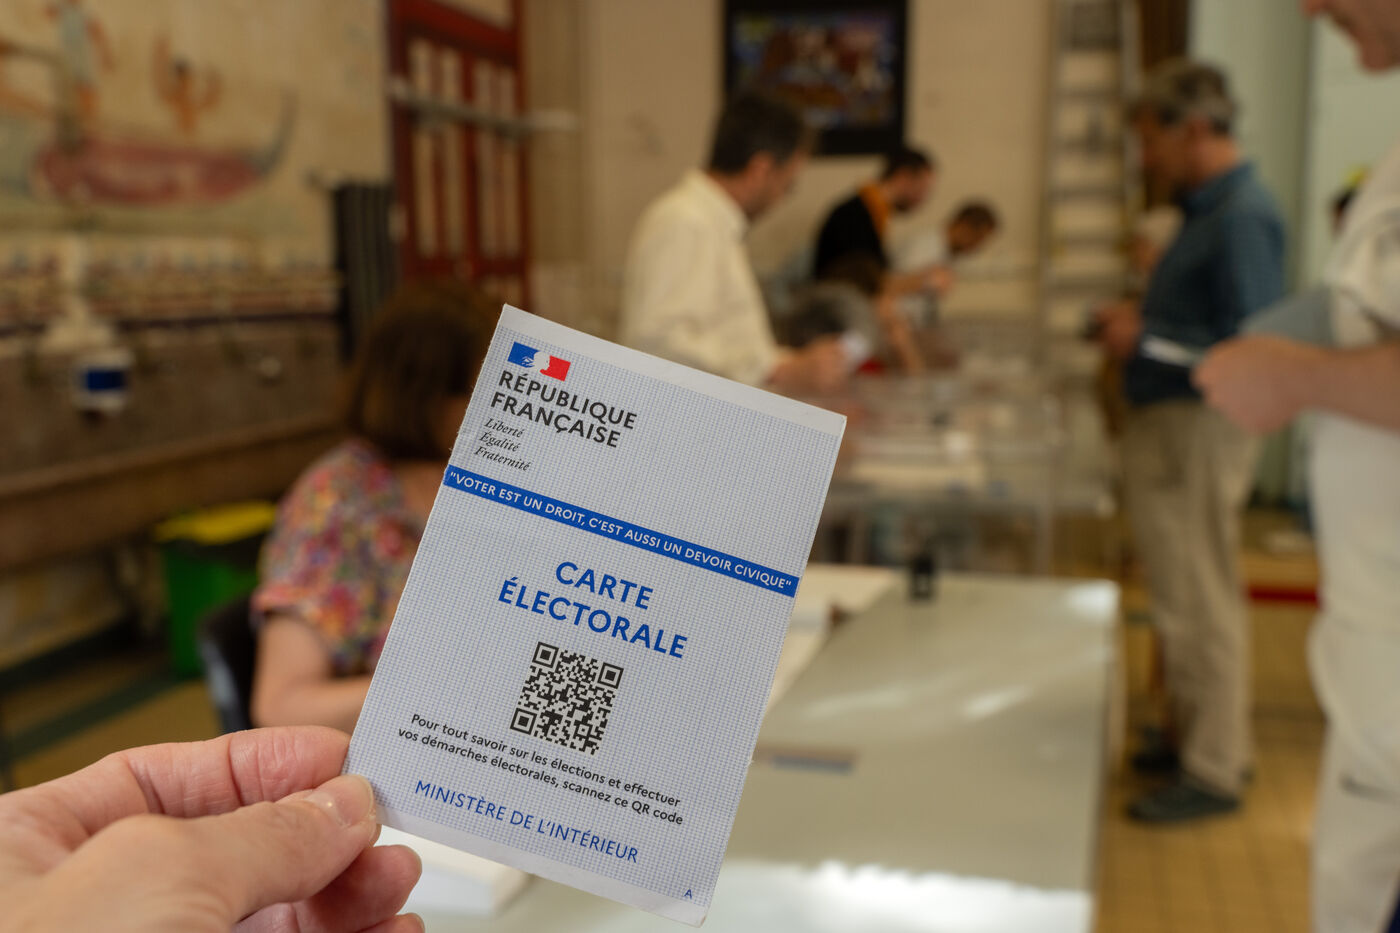 RÉPUBLIQUE
FRANÇAISE
Liberté
Égalité
Fraternité
"VOTER EST UN DROIT, C'EST AUSSI UN DEVOIR CIVIQUE"
CARTE
ÉLECTORALE
Pour tout savoir sur les élections et effectuer
vos démarches électorales, scannez ce QR code
MINISTÈRE DE L'INTÉRIEUR
A